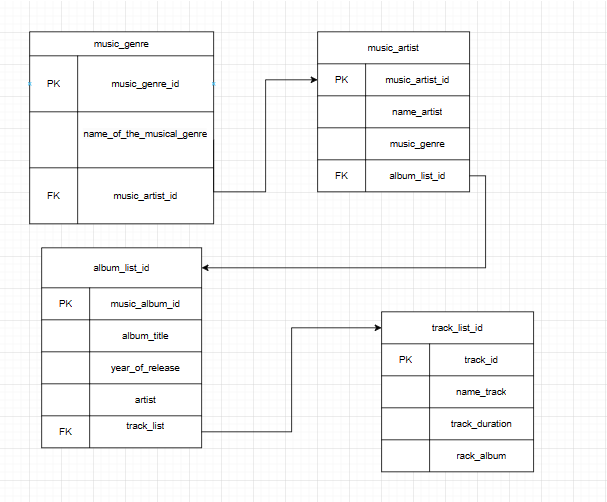 music_genre
PK music_genre_id
name_of_the_musical_genre
FK music_artist_id
music_artist
PK music_artist_id
name_artist
music_genre
FK album_list_id
album_list_id
PK music_album_id
album_title
year_of_release
artist
FK track_list
track_list_id
PK track_id
name_track
track_duration
rack_album